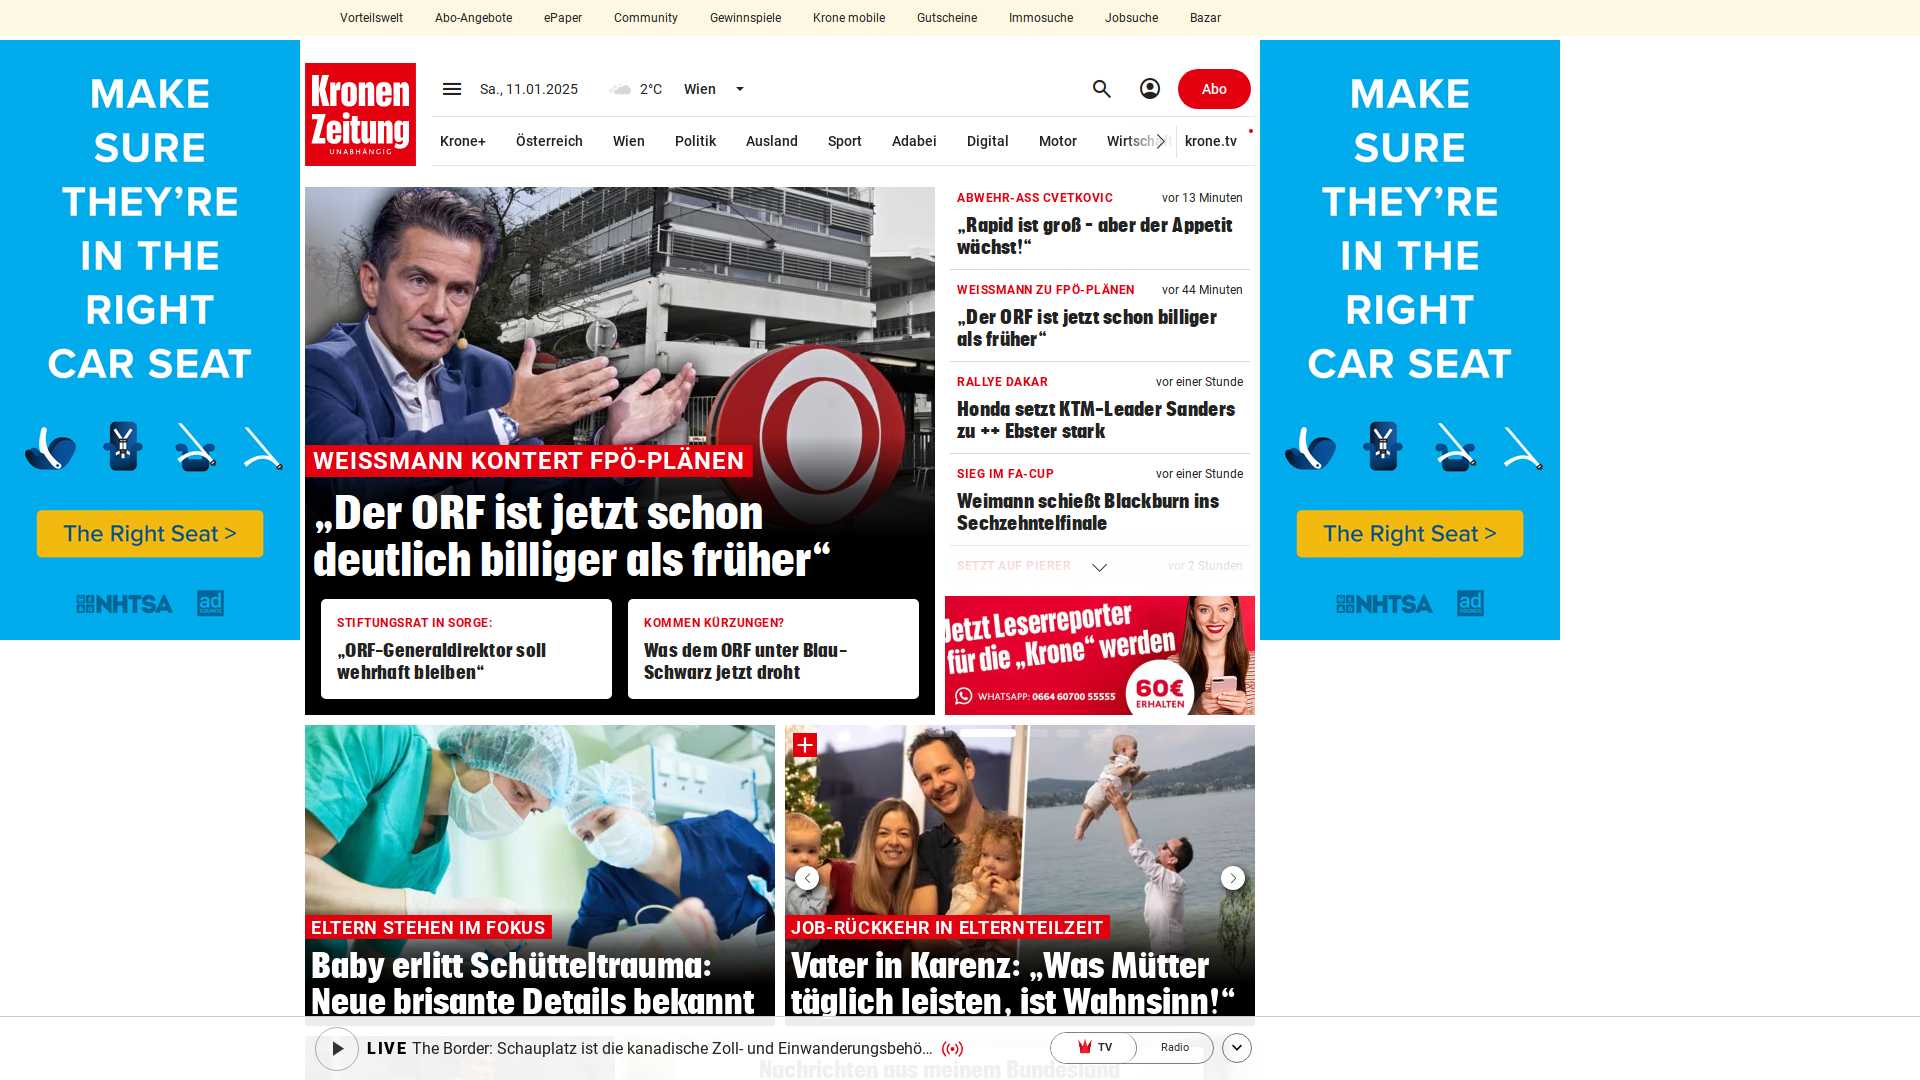 Vorteilswelt Abo-Angebote ePaper Community Gewinnspiele Krone mobile Gutscheine Immosuche Jobsuche Bazar
MAKE
SURE
THEY'RE
IN THE
RIGHT
CAR SEAT
The Right Seat >
NHTSA
ad
COUNCIL
Kronen
Zeitung
UNABHÄNGIG
Sa., 11.01.2025
2°C
Wien
Abo
Krone+ Österreich Wien Politik Ausland Sport Adabei Digital Motor Wirtschaft krone.tv
WEISSMANN KONTERT FPÖ-PLÄNEN
„Der ORF ist jetzt schon
deutlich billiger als früher“
STIFTUNGSRAT IN SORGE:
„ORF-Generaldirektor soll
wehrhaft bleiben“
KOMMEN KÜRZUNGEN?
Was dem ORF unter Blau-
Schwarz jetzt droht
ABWEHR-ASS CVETKOVIC vor 13 Minuten
„Rapid ist groß – aber der Appetit
wächst!“
WEISSMANN ZU FPÖ-PLÄNEN vor 44 Minuten
„Der ORF ist jetzt schon billiger
als früher“
RALLYE DAKAR vor einer Stunde
Honda setzt KTM-Leader Sanders
zu ++ Ebster stark
SIEG IM FA-CUP vor einer Stunde
Weimann schießt Blackburn ins
Sechzehntelfinale
SETZT AUF PIERER vor 2 Stunden
Jetzt Leserreporter
für die „Krone“ werden
WHATSAPP: 0664 60700 55555
60€
ERHALTEN
MAKE
SURE
THEY'RE
IN THE
RIGHT
CAR SEAT
The Right Seat >
NHTSA
ad
COUNCIL
ELTERN STEHEN IM FOKUS
Baby erlitt Schütteltrauma:
Neue brisante Details bekannt
JOB-RÜCKKEHR IN ELTERNTEILZEIT
Vater in Karenz: „Was Mütter
täglich leisten, ist Wahnsinn!“
LIVE The Border: Schauplatz ist die kanadische Zoll- und Einwanderungsbehö...
TV
Radio
Nachrichten aus meinem Bundesland